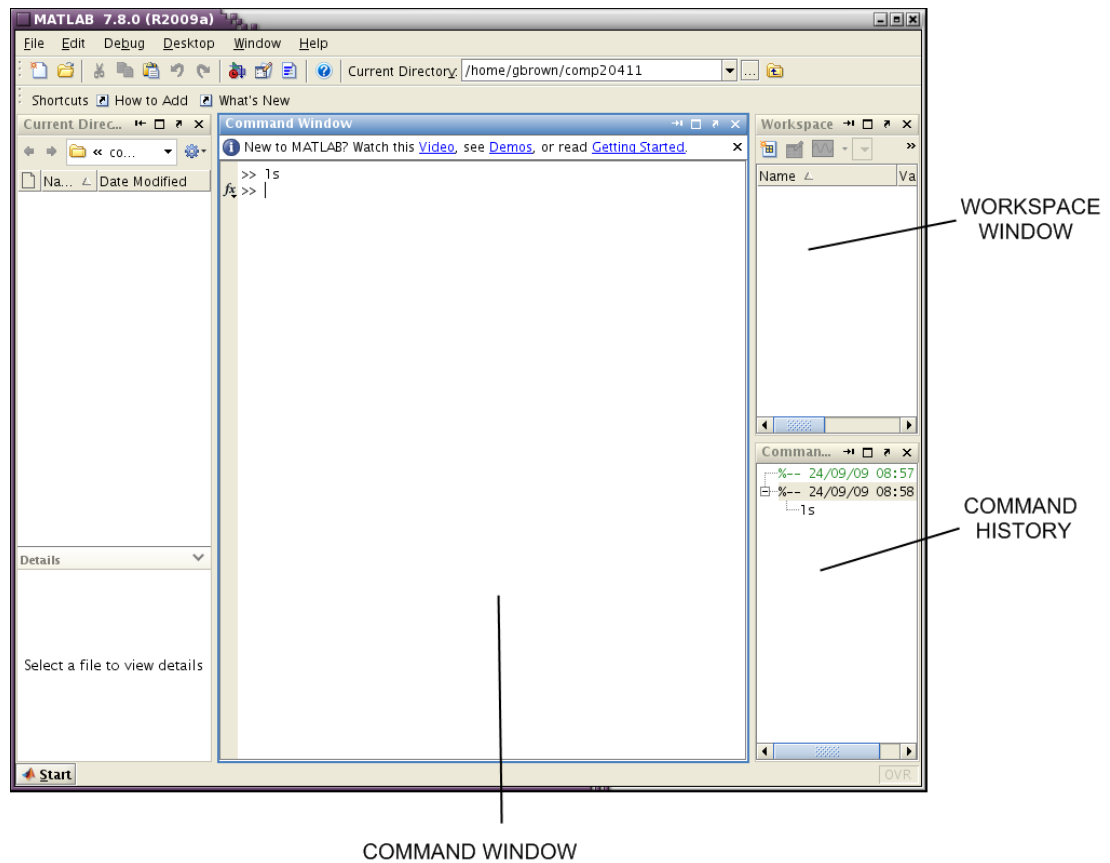 MATLAB 7.8.0 (R2009a)
File Edit Debug Desktop Window Help
Current Directory: /home/gbrown/comp20411
...
Shortcuts How to Add What's New
Current Direc...
« co...
Na... Date Modified
Details
Select a file to view details
Command Window
New to MATLAB? Watch this Video, see Demos, or read Getting Started.
>> ls
fx >>
Workspace
»
Name Va
WORKSPACE
WINDOW
Comman...
%-- 24/09/09 08:57
%-- 24/09/09 08:58
ls
COMMAND
HISTORY
Start
OVR
COMMAND WINDOW